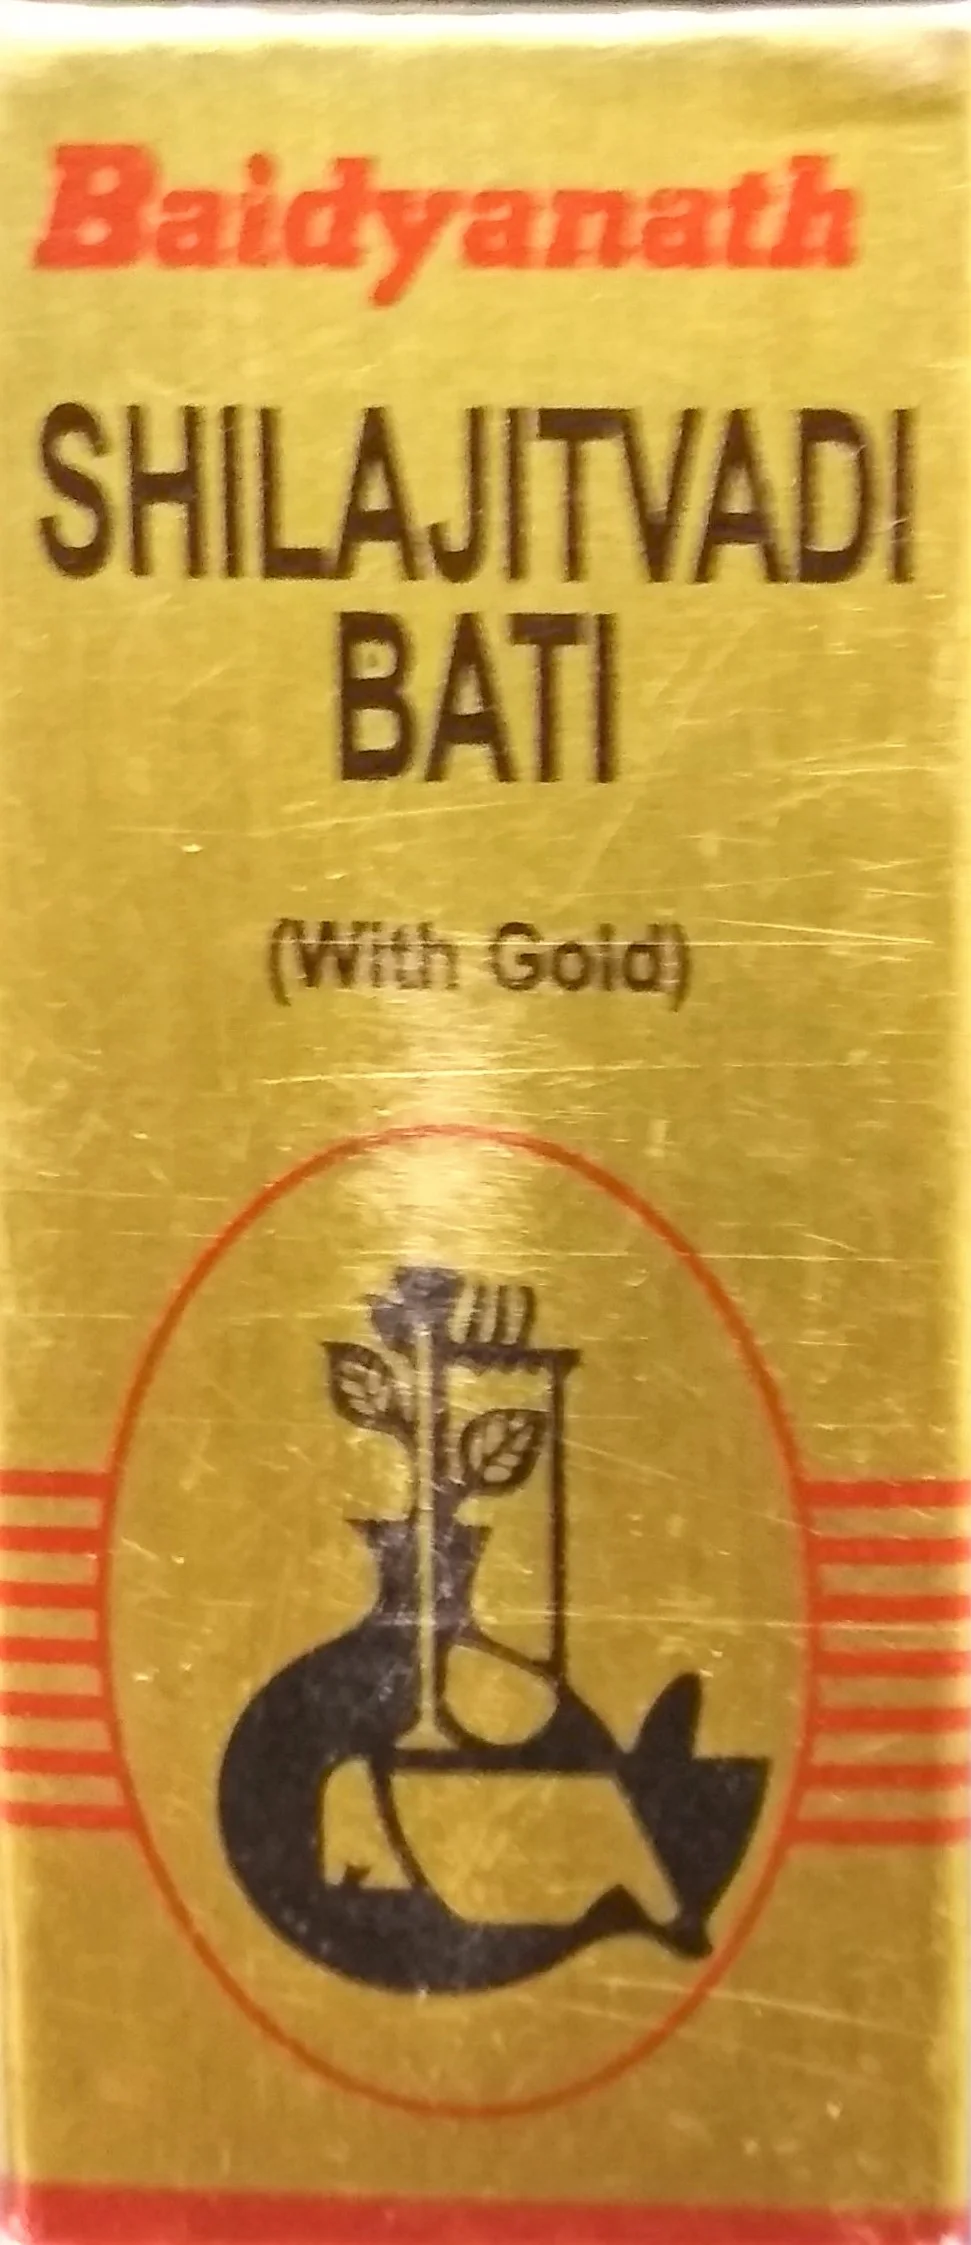 Baidyanath
SHILAJITVADI
BATI
(With Gold)